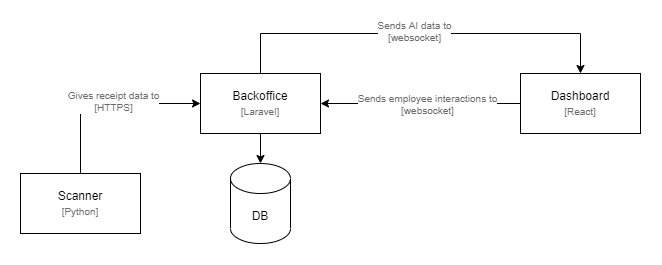 Sends AI data to
[websocket]
Backoffice
[Laravel]
Dashboard
[React]
Gives receipt data to
[HTTPS]
Sends employee interactions to
[websocket]
Scanner
[Python]
DB